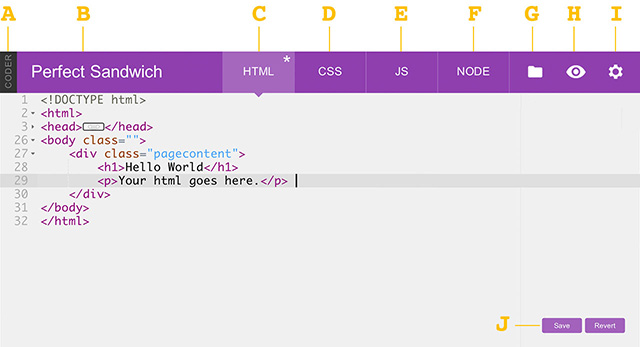 A B C D E F G H I
CODER Perfect Sandwich HTML * CSS JS NODE
1 <!DOCTYPE html>
2 <html>
3 <head></head>
26 <body class="">
27 <div class="pagecontent">
28 <h1>Hello World</h1>
29 <p>Your html goes here.</p>
30 </div>
31 </body>
32 </html>
J Save Revert